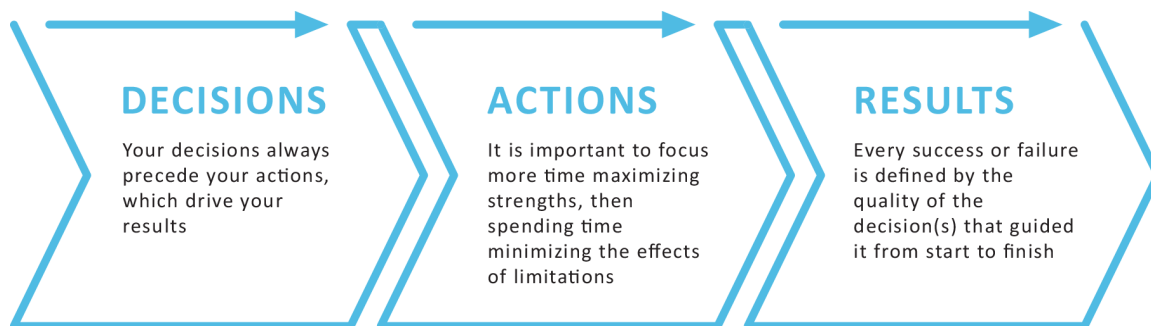 DECISIONS
Your decisions always
precede your actions,
which drive your
results
ACTIONS
It is important to focus
more time maximizing
strengths, then
spending time
minimizing the effects
of limitations
RESULTS
Every success or failure
is defined by the
quality of the
decision(s) that guided
it from start to finish